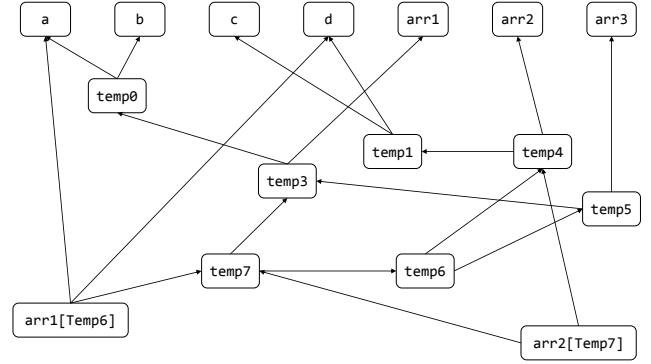 a
b
c
d
arr1
arr2
arr3
temp0
temp1
temp4
temp3
temp5
temp7
temp6
arr1[Temp6]
arr2[Temp7]